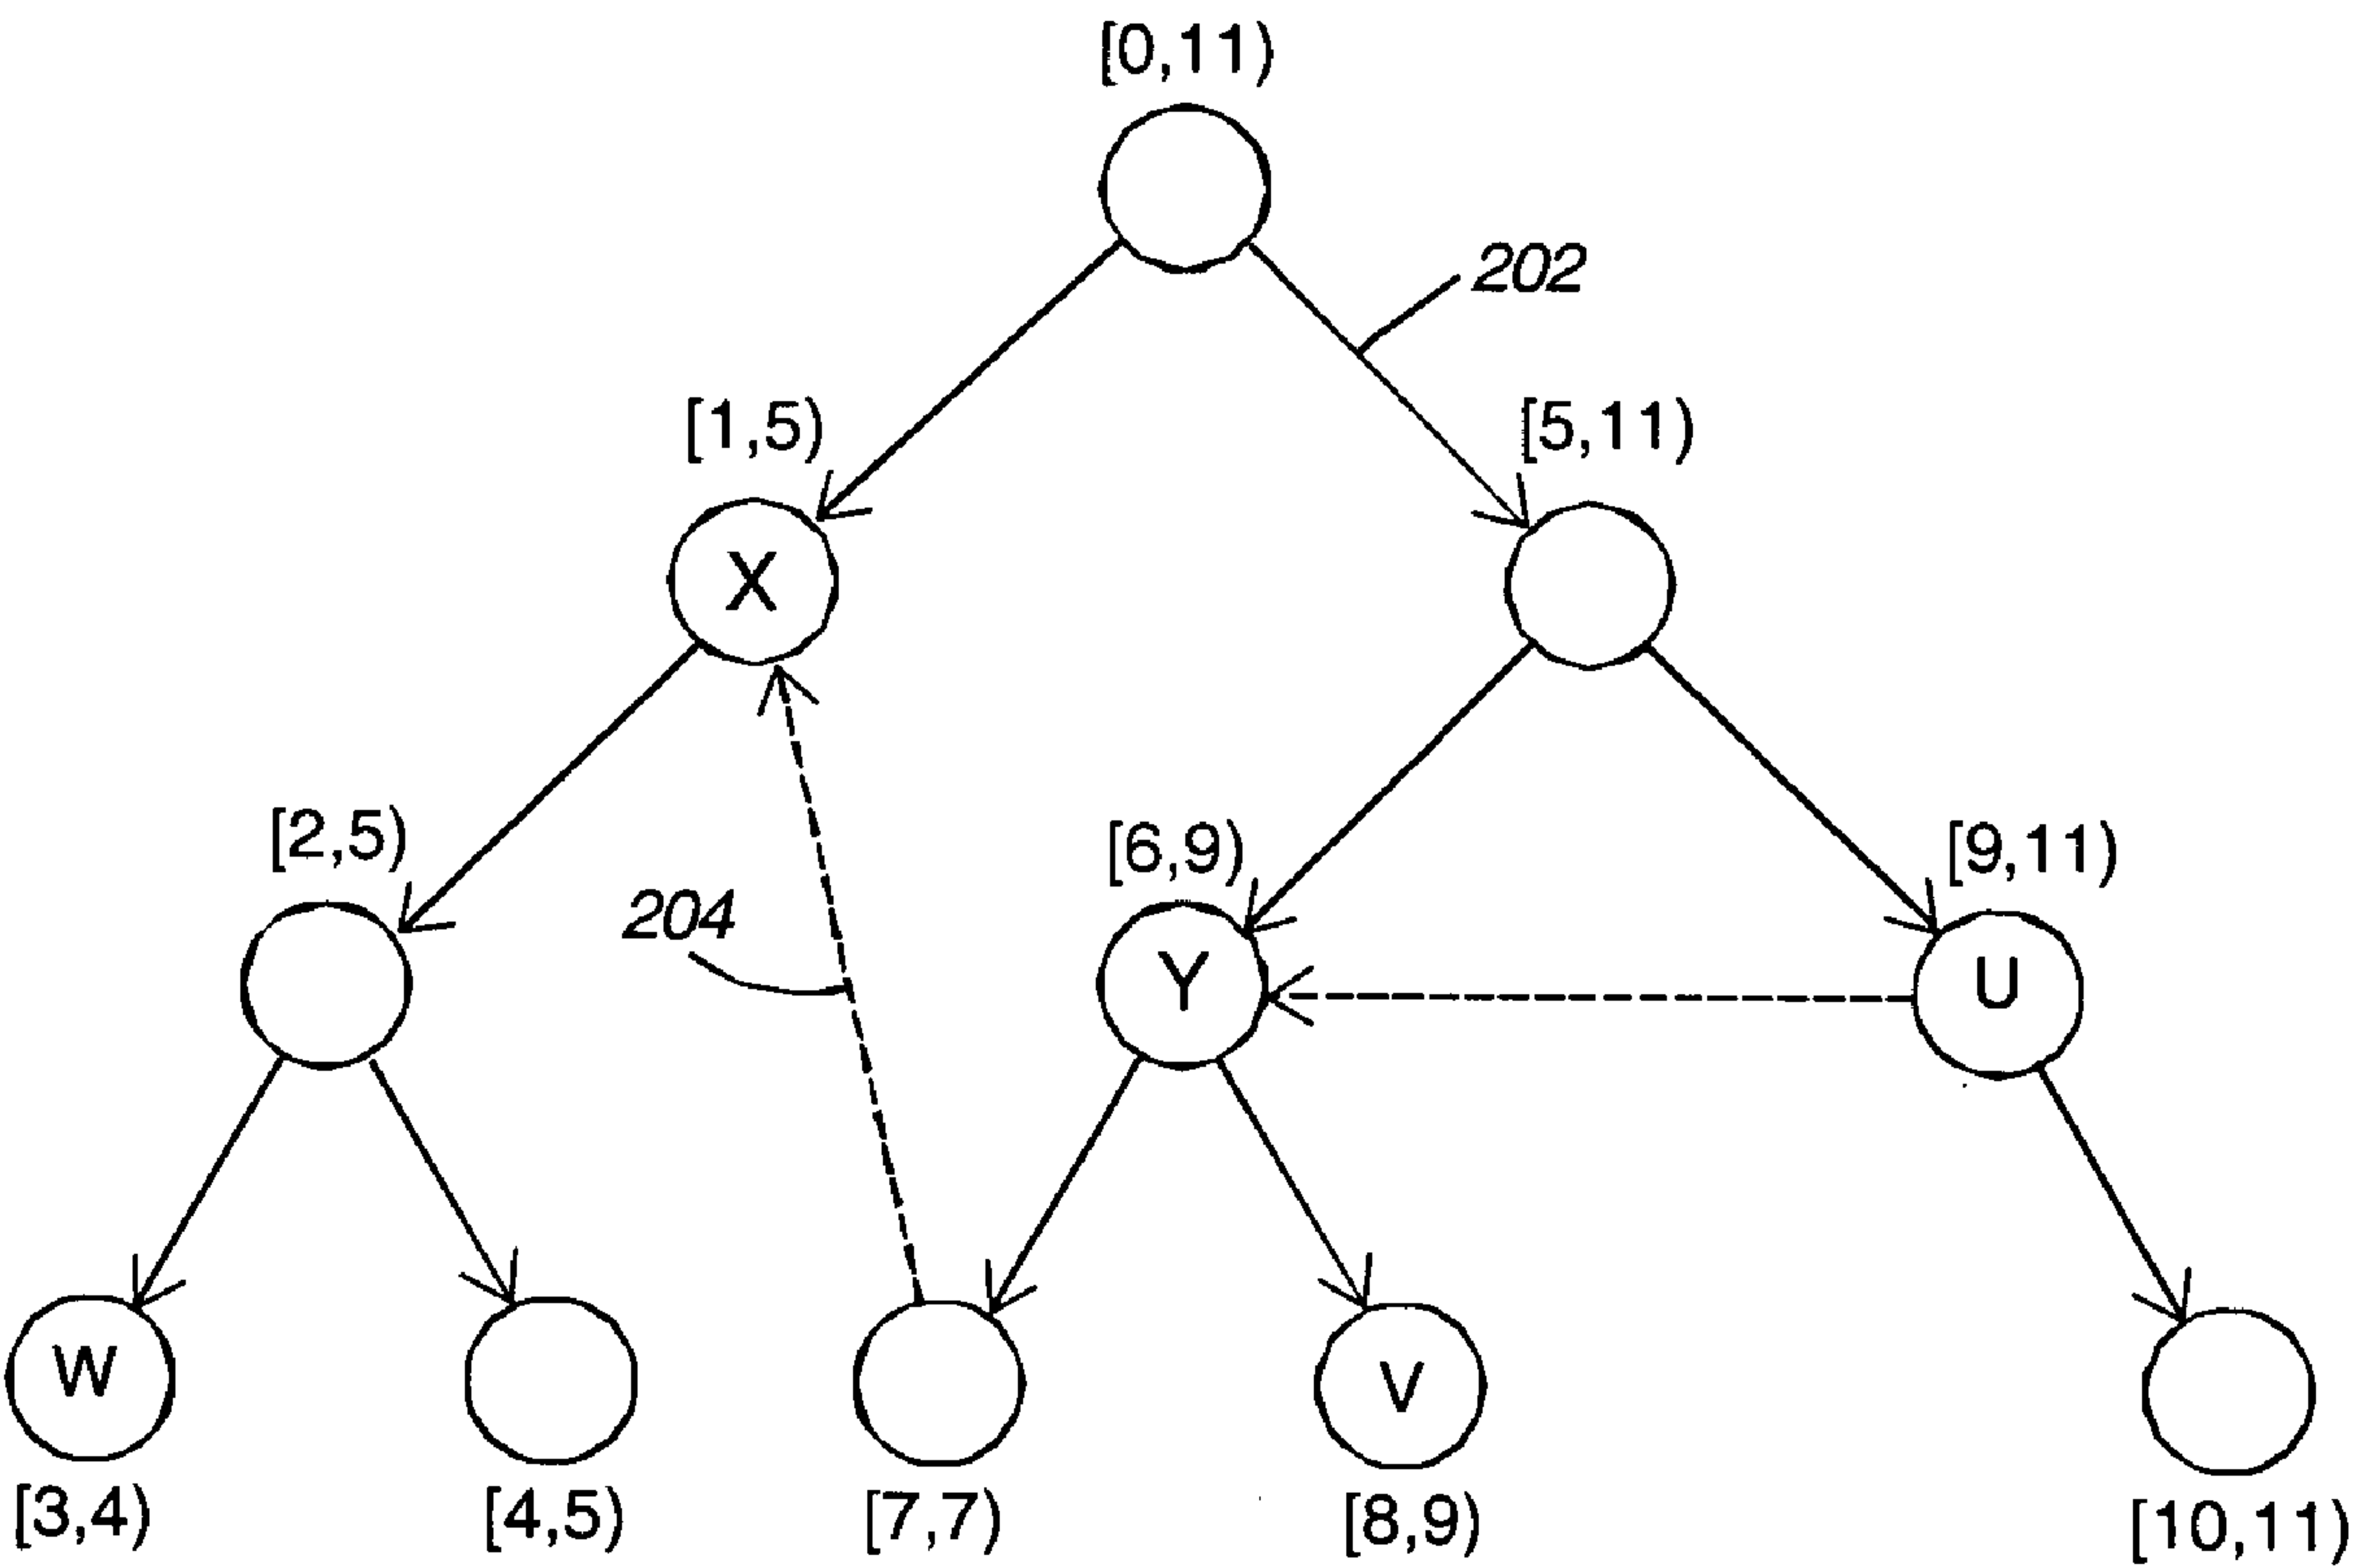 [0,11)
202
[1,5)
[5,11)
X
[2,5)
[6,9)
[9,11)
204
Y
U
W
V
[3,4)
[4,5)
[7,7)
[8,9)
[10,11)